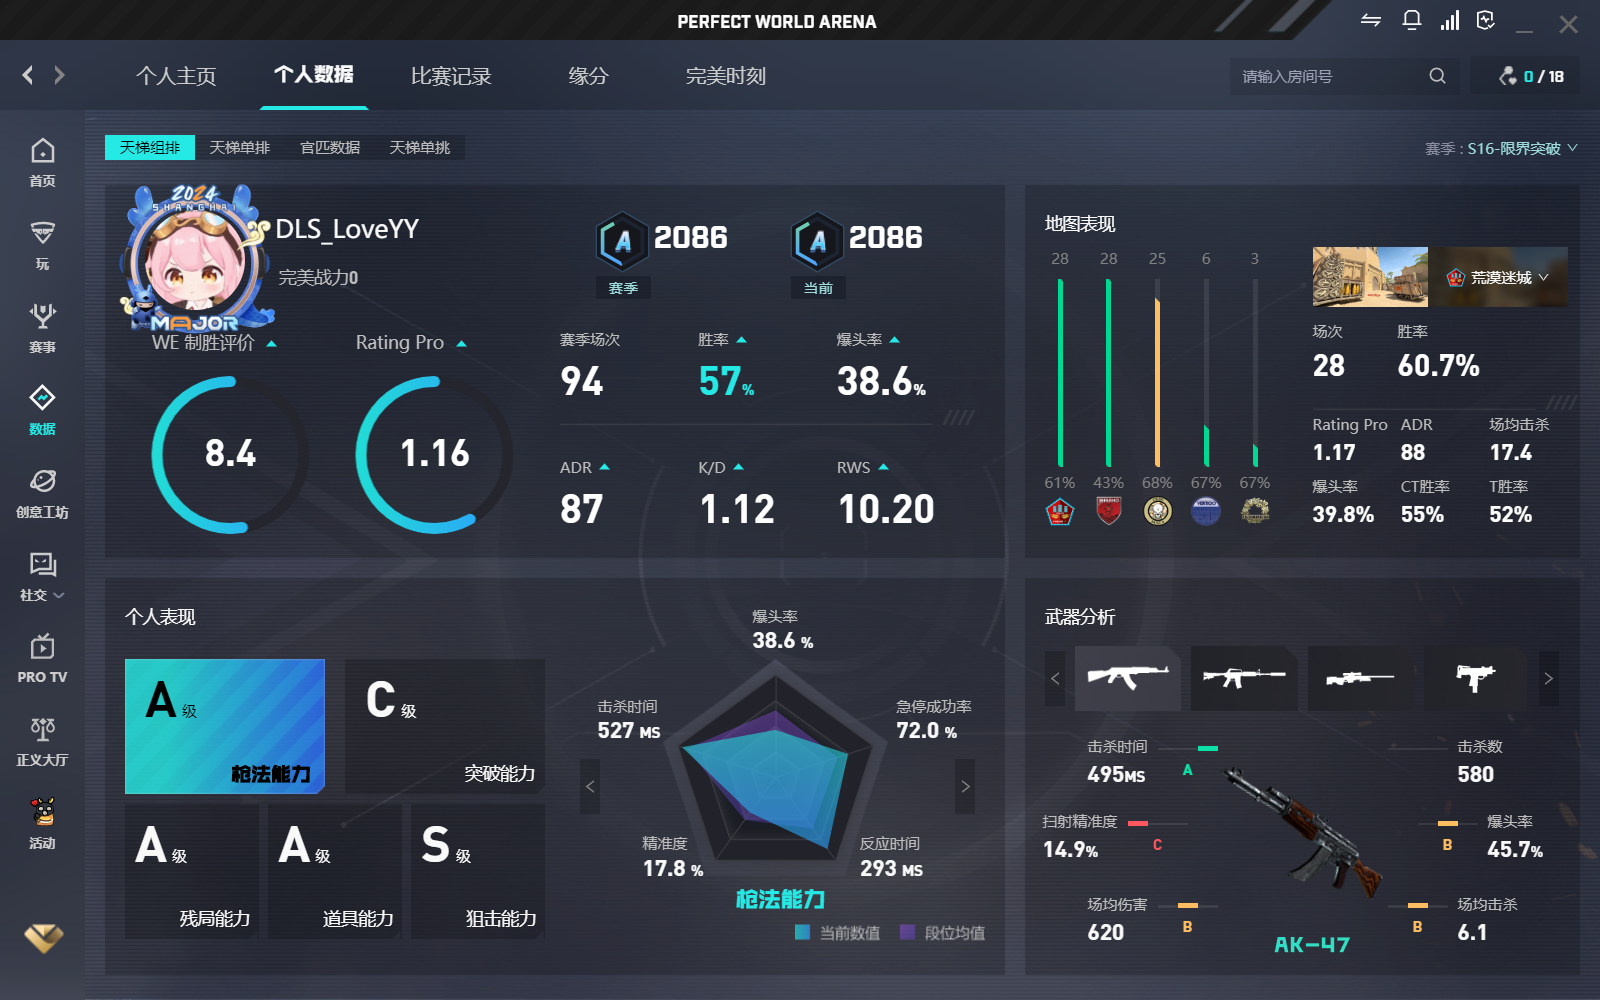 PERFECT WORLD ARENA
个人主页
个人数据
比赛记录
缘分
完美时刻
请输入房间号
0 / 18
首页
玩
赛事
数据
创意工坊
社交
PRO TV
正义大厅
活动
天梯组排
天梯单排
官匹数据
天梯单挑
赛季 : S16-限界突破
2024
SHANGHAI
MAJOR
DLS_LoveYY
完美战力0
A 2086
赛季
A 2086
当前
WE 制胜评价
8.4
Rating Pro
1.16
赛季场次
94
胜率
57%
爆头率
38.6%
ADR
87
K/D
1.12
RWS
10.20
地图表现
28 28 25 6 3
61% 43% 68% 67% 67%
荒漠迷城
场次
28
胜率
60.7%
Rating Pro
1.17
ADR
88
场均击杀
17.4
爆头率
39.8%
CT胜率
55%
T胜率
52%
个人表现
A 级
枪法能力
C 级
突破能力
A 级
残局能力
A 级
道具能力
S 级
狙击能力
爆头率
38.6 %
击杀时间
527 MS
急停成功率
72.0 %
精准度
17.8 %
反应时间
293 MS
枪法能力
当前数值
段位均值
武器分析
击杀时间
495MS
A
击杀数
580
扫射精准度
14.9%
C
爆头率
45.7%
B
场均伤害
620
B
场均击杀
6.1
B
AK-47